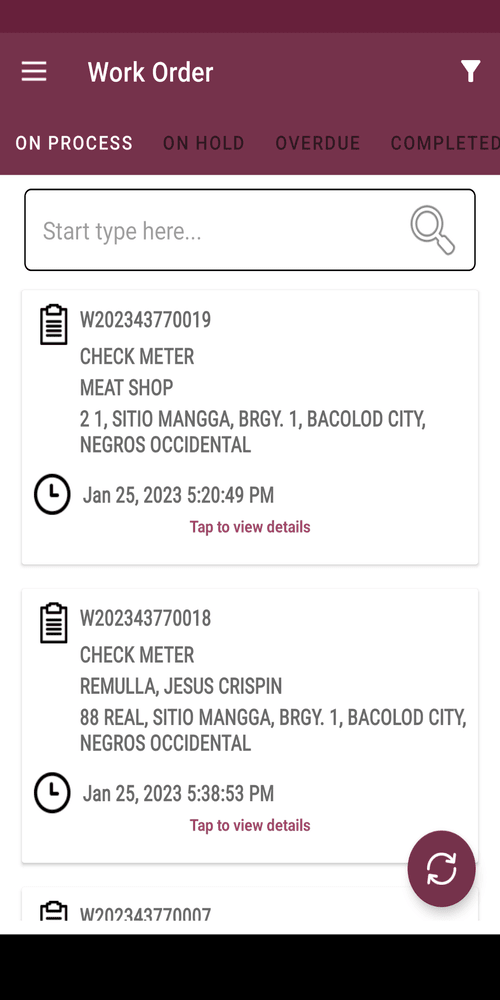 Work Order
ON PROCESS ON HOLD OVERDUE COMPLETED
Start type here...
W202343770019
CHECK METER
MEAT SHOP
2 1, SITIO MANGGA, BRGY. 1, BACOLOD CITY,
NEGROS OCCIDENTAL
Jan 25, 2023 5:20:49 PM
Tap to view details
W202343770018
CHECK METER
REMULLA, JESUS CRISPIN
88 REAL, SITIO MANGGA, BRGY. 1, BACOLOD CITY,
NEGROS OCCIDENTAL
Jan 25, 2023 5:38:53 PM
Tap to view details
W202343770007